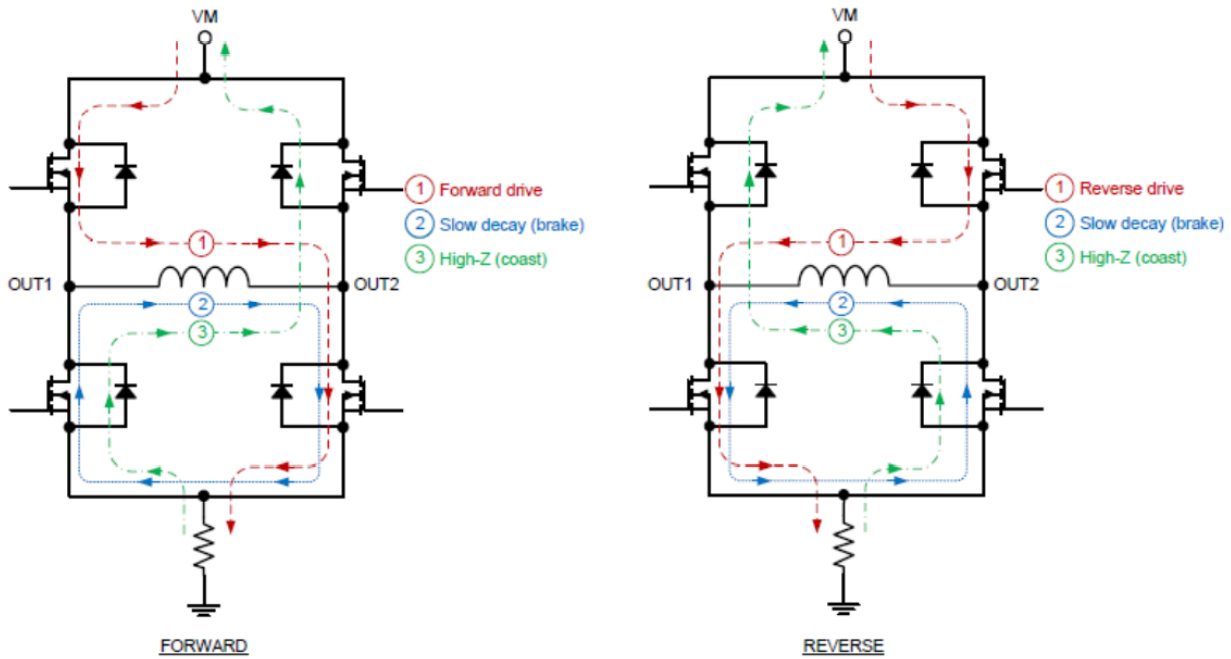 VM
1 Forward drive
2 Slow decay (brake)
3 High-Z (coast)
1
OUT1
OUT2
2
3
FORWARD
VM
1 Reverse drive
2 Slow decay (brake)
3 High-Z (coast)
1
OUT1
OUT2
2
3
REVERSE